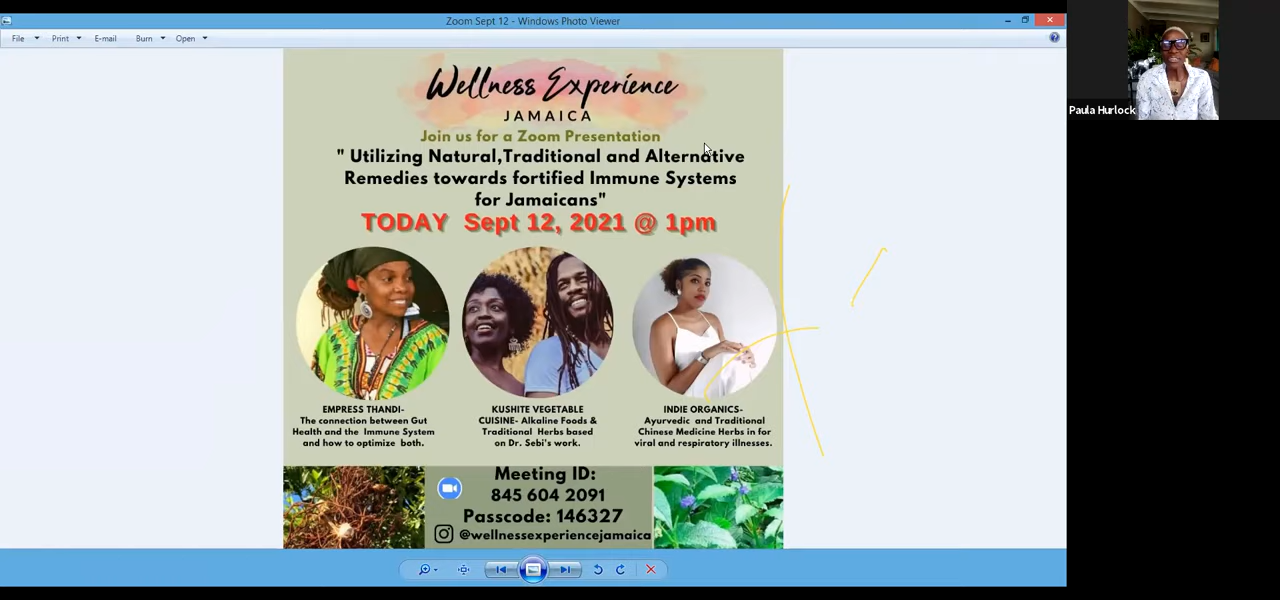 Zoom Sept 12 - Windows Photo Viewer
File Print E-mail Burn Open
Paula Hurlock
Wellness Experience
JAMAICA
Join us for a Zoom Presentation
" Utilizing Natural,Traditional and Alternative
Remedies towards fortified Immune Systems
for Jamaicans"
TODAY Sept 12, 2021 @ 1pm
EMPRESS THANDI-
The connection between Gut
Health and the Immune System
and how to optimize both.
KUSHITE VEGETABLE
CUISINE- Alkaline Foods &
Traditional Herbs based
on Dr. Sebi's work.
INDIE ORGANICS-
Ayurvedic and Traditional
Chinese Medicine Herbs in for
viral and respiratory illnesses.
Meeting ID:
845 604 2091
Passcode: 146327
@wellnessexperiencejamaica